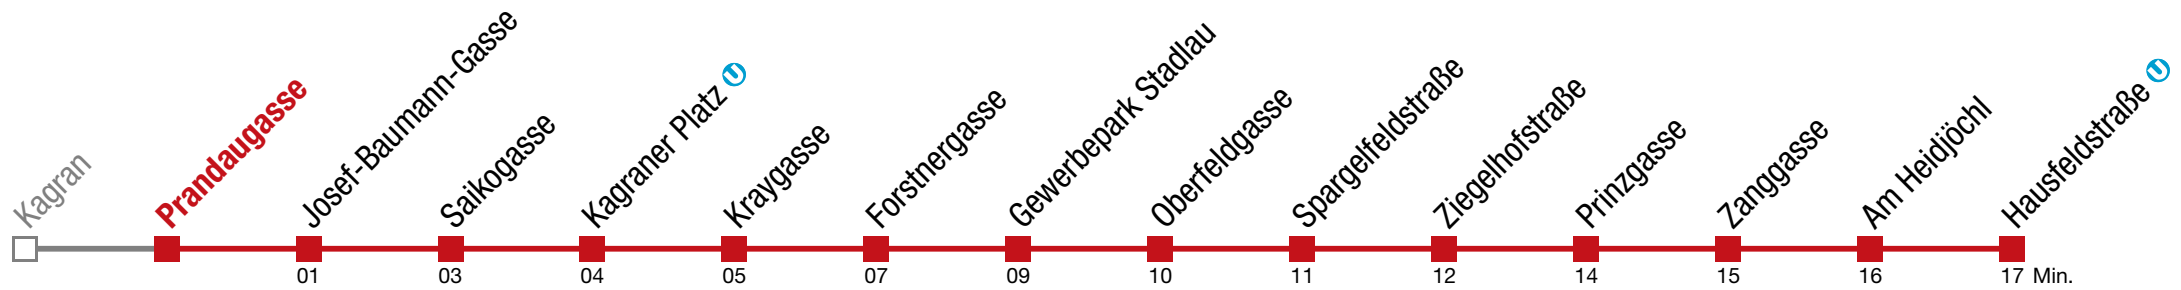 Kagran
Prandaugasse
Josef-Baumann-Gasse
Saikogasse
Kagraner Platz U
Kraygasse
Forstnergasse
Gewerbepark Stadlau
Oberfeldgasse
Spargelfeldstraße
Ziegelhofstraße
Prinzgasse
Zanggasse
Am Heidjöchl
Hausfeldstraße U
01 03 04 05 07 09 10 11 12 14 15 16 17 Min.